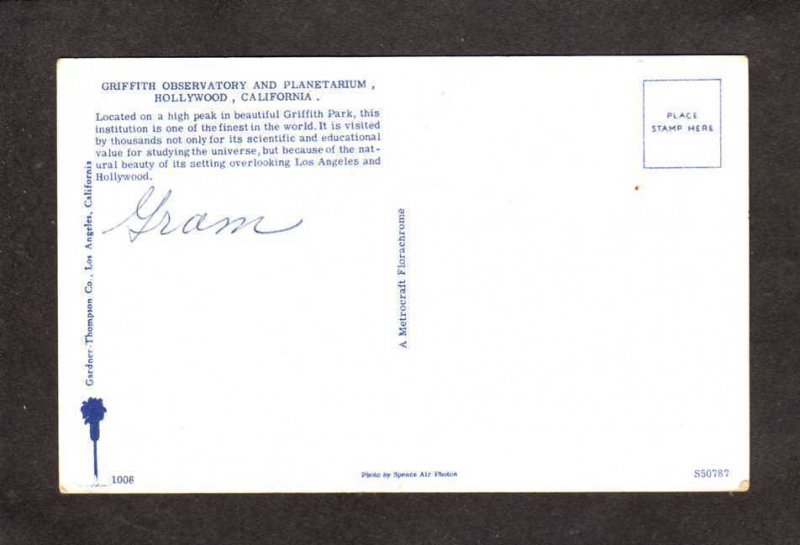 GRIFFITH OBSERVATORY AND PLANETARIUM ,
HOLLYWOOD , CALIFORNIA .
Located on a high peak in beautiful Griffith Park, this
institution is one of the finest in the world. It is visited
by thousands not only for its scientific and educational
value for studying the universe, but because of the nat-
ural beauty of its setting overlooking Los Angeles and
Hollywood.
Gram
Gardner-Thompson Co., Los Angeles, California
A Metrocraft Florachrome
PLACE
STAMP HERE
1008
Photo by Spence Air Photos
S50787